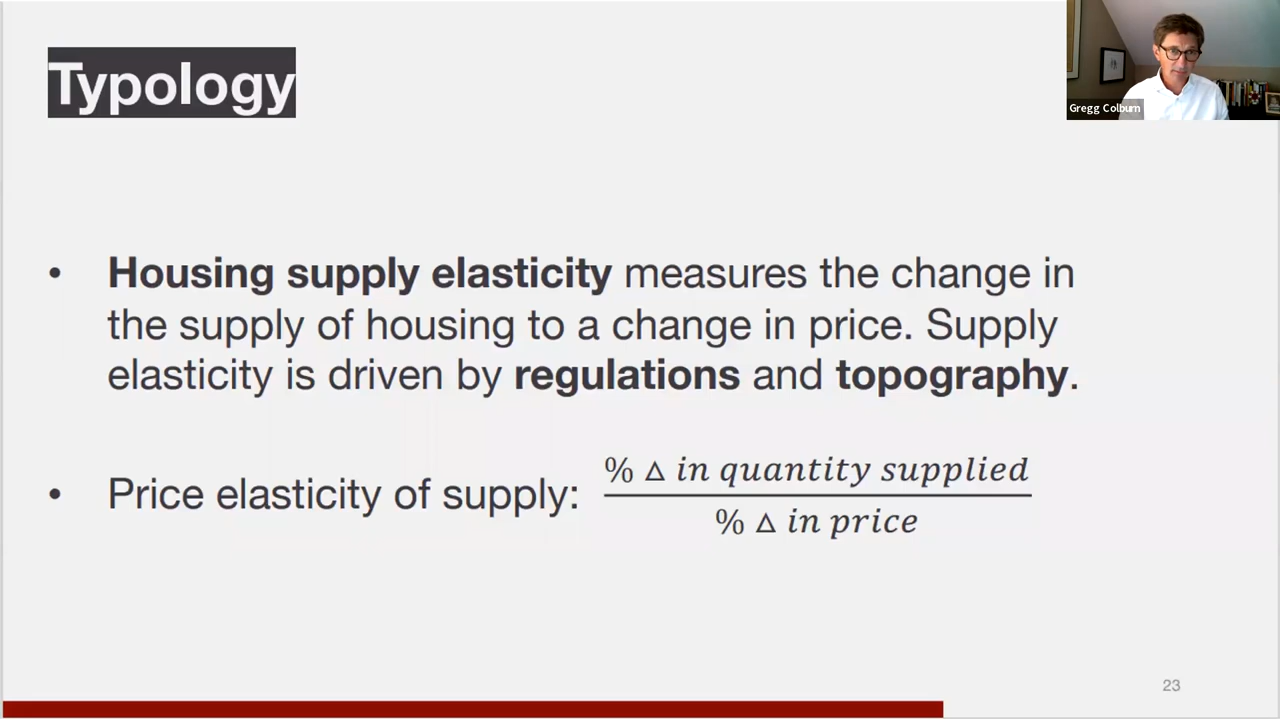 Typology
Gregg Colburn
• Housing supply elasticity measures the change in
the supply of housing to a change in price. Supply
elasticity is driven by regulations and topography.
• Price elasticity of supply: % Δ in quantity supplied
% Δ in price
23